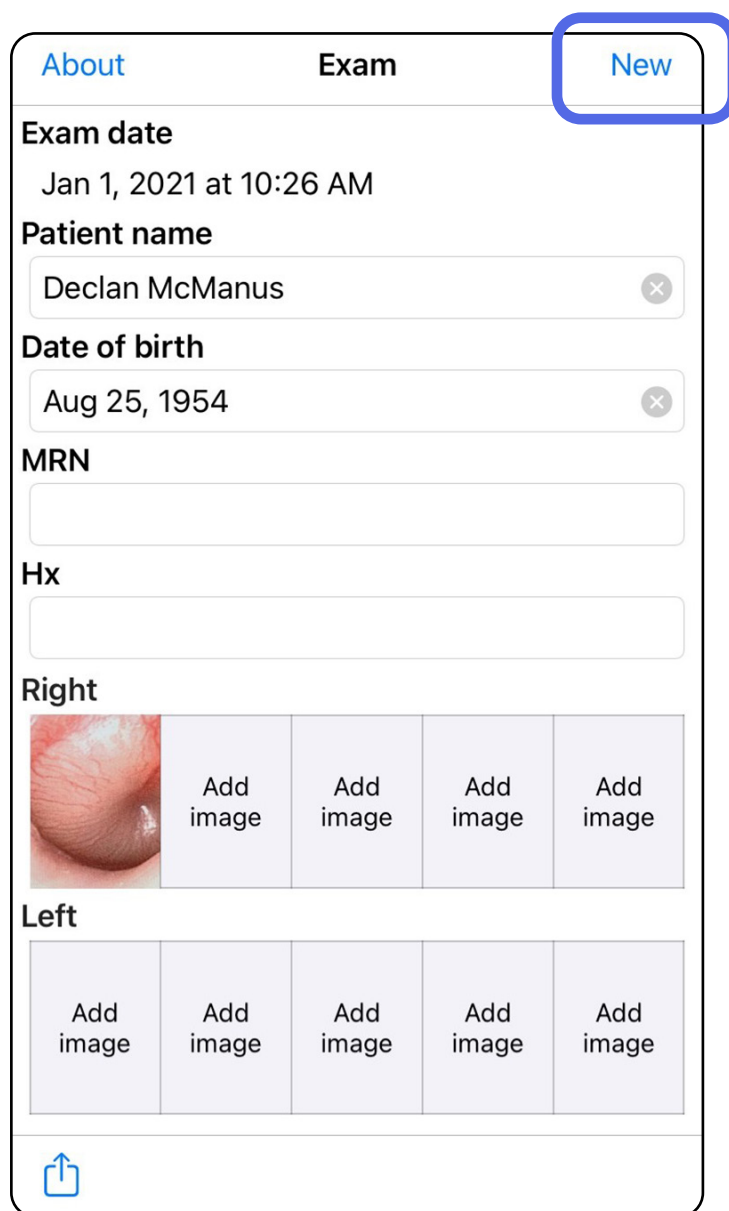 About Exam New
Exam date
Jan 1, 2021 at 10:26 AM
Patient name
Declan McManus
Date of birth
Aug 25, 1954
MRN
Hx
Right
Add image
Add image
Add image
Add image
Left
Add image
Add image
Add image
Add image
Add image